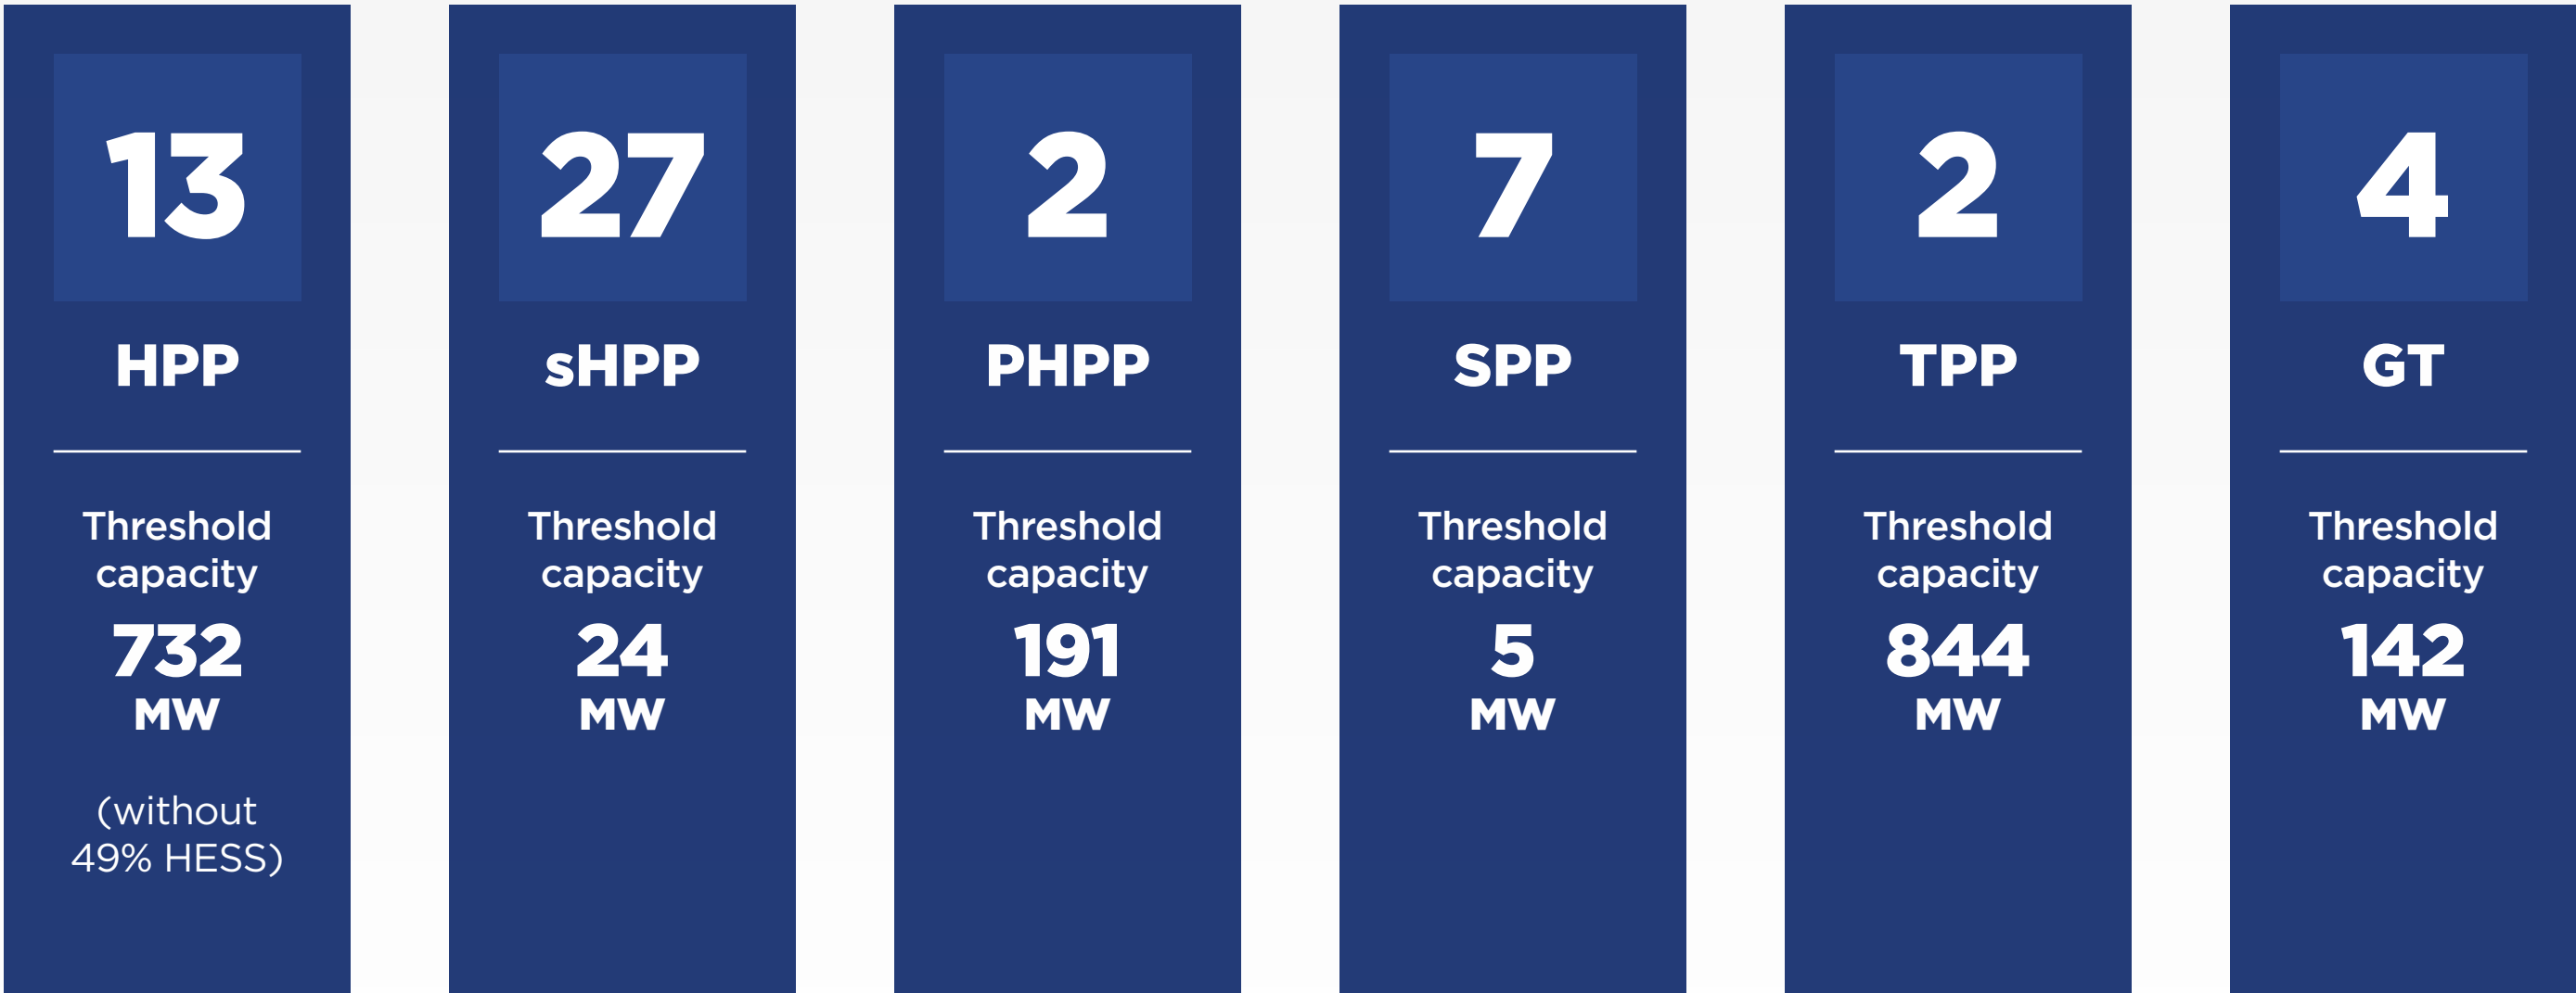 13
HPP
Threshold
capacity
732
MW
(without
49% HESS)
27
sHPP
Threshold
capacity
24
MW
2
PHPP
Threshold
capacity
191
MW
7
SPP
Threshold
capacity
5
MW
2
TPP
Threshold
capacity
844
MW
4
GT
Threshold
capacity
142
MW